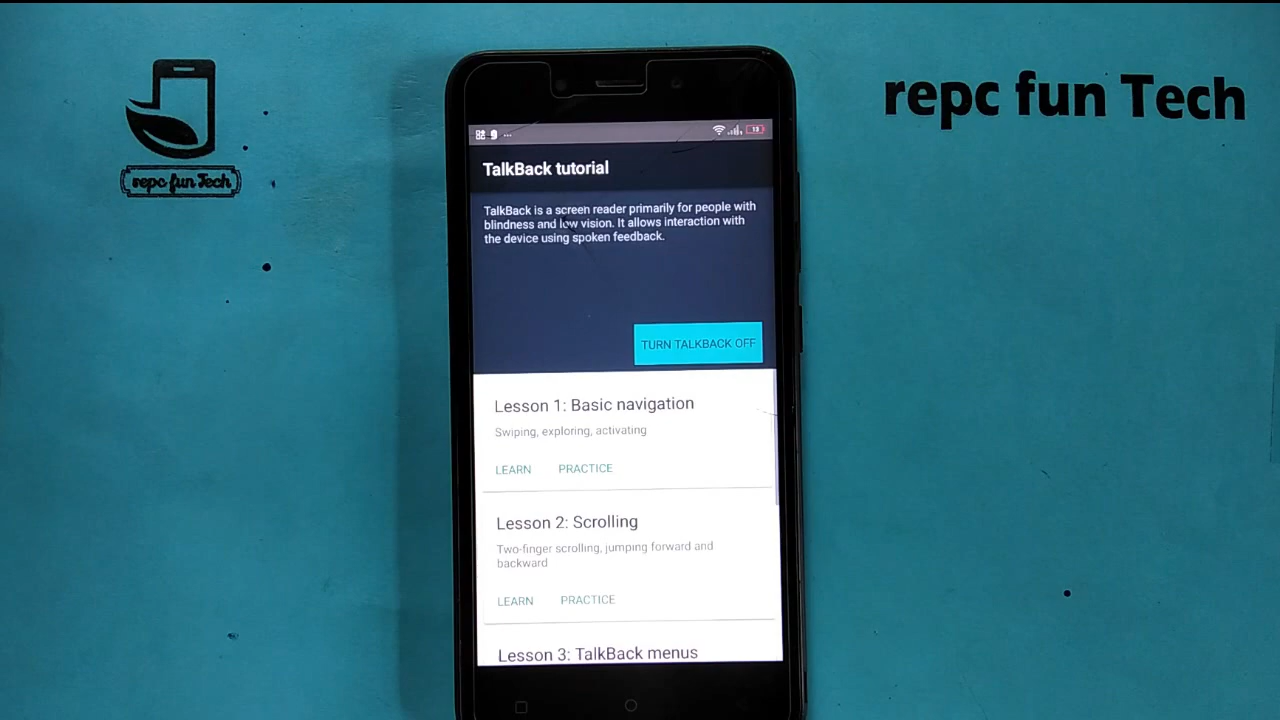 repc fun Tech
repc fun Tech
13
TalkBack tutorial
TalkBack is a screen reader primarily for people with
blindness and low vision. It allows interaction with
the device using spoken feedback.
TURN TALKBACK OFF
Lesson 1: Basic navigation
Swiping, exploring, activating
LEARN PRACTICE
Lesson 2: Scrolling
Two-finger scrolling, jumping forward and
backward
LEARN PRACTICE
Lesson 3: TalkBack menus